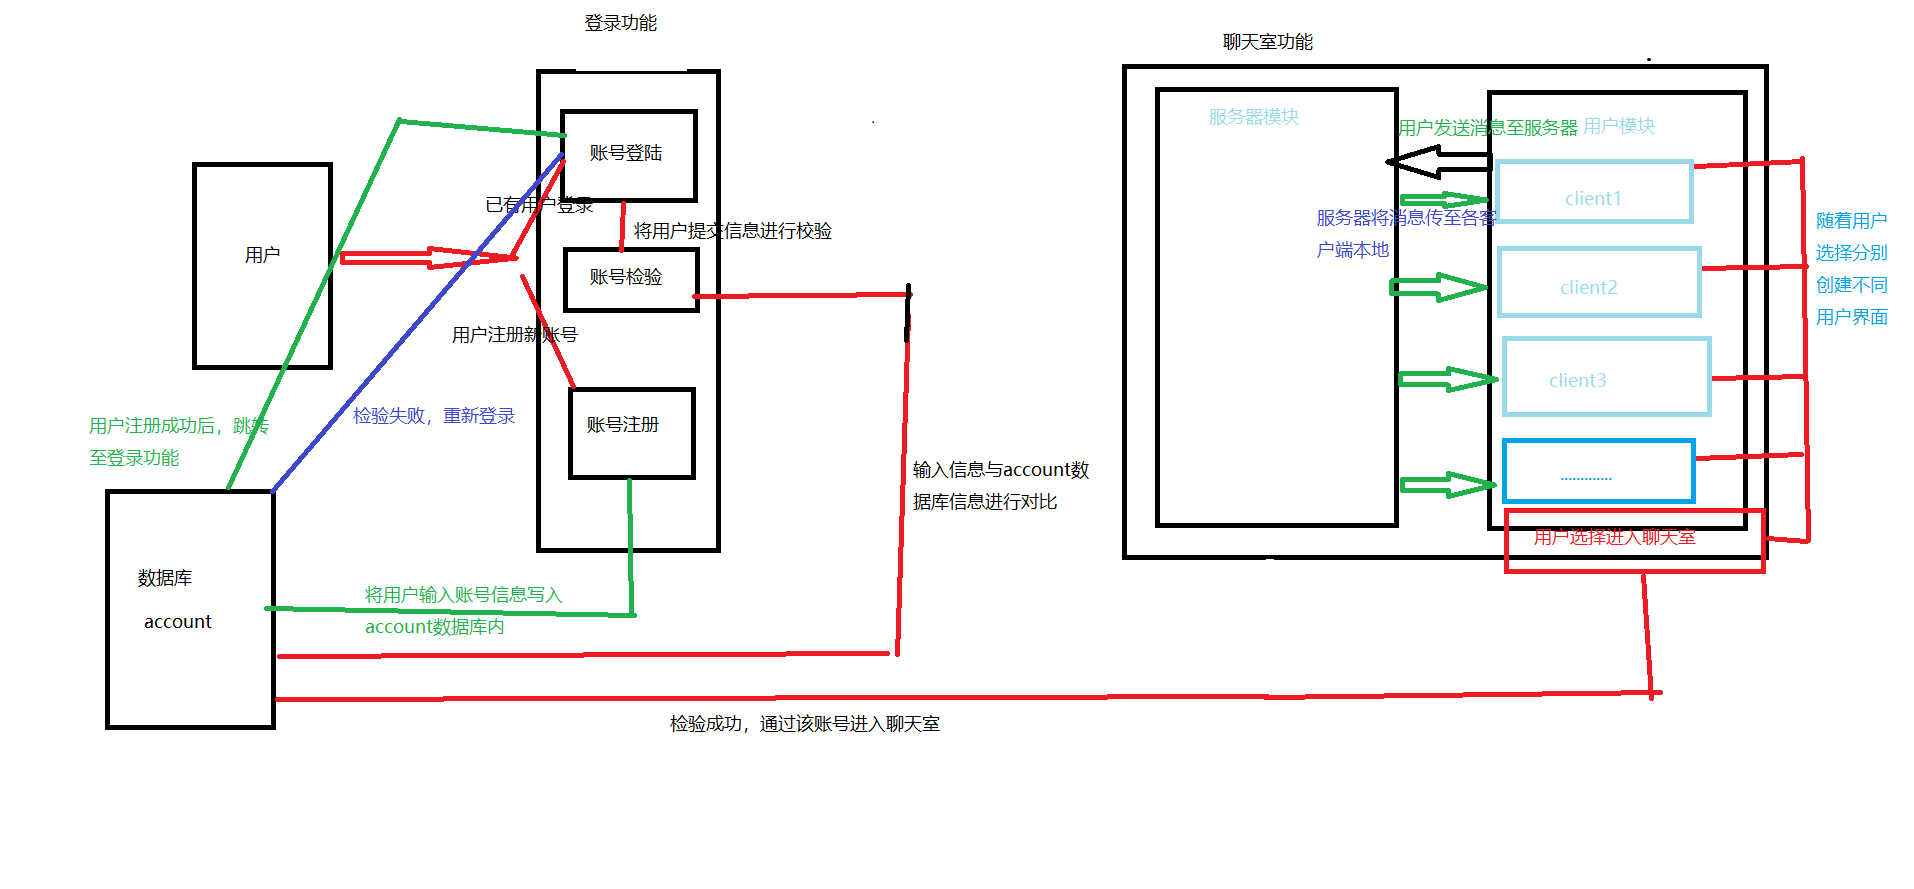 登录功能
聊天室功能
服务器模块
用户发送消息至服务器
用户模块
账号登陆
client1
已有用户登录
将用户提交信息进行校验
服务器将消息传至各客
户端本地
随着用户
选择分别
创建不同
用户界面
用户
账号检验
client2
用户注册新账号
client3
用户注册成功后，跳转
至登录功能
检验失败，重新登录
账号注册
输入信息与account数
据库信息进行对比
.............
用户选择进入聊天室
数据库
account
将用户输入账号信息写入
account数据库内
检验成功，通过该账号进入聊天室